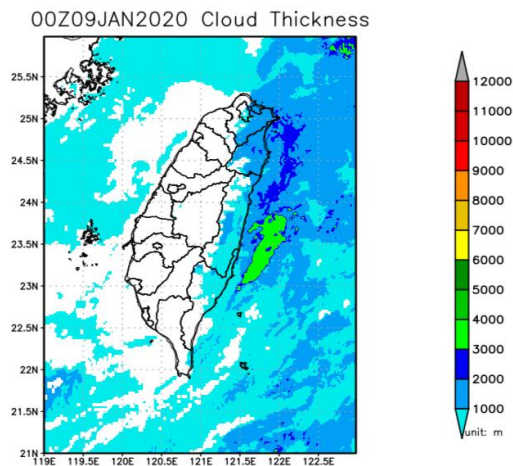 00Z09JAN2020 Cloud Thickness
25.5N
25N
24.5N
24N
23.5N
23N
22.5N
22N
21.5N
21N
119E 119.5E 120E 120.5E 121E 121.5E 122E 122.5E
12000
11000
10000
9000
8000
7000
6000
5000
4000
3000
2000
1000
unit: m